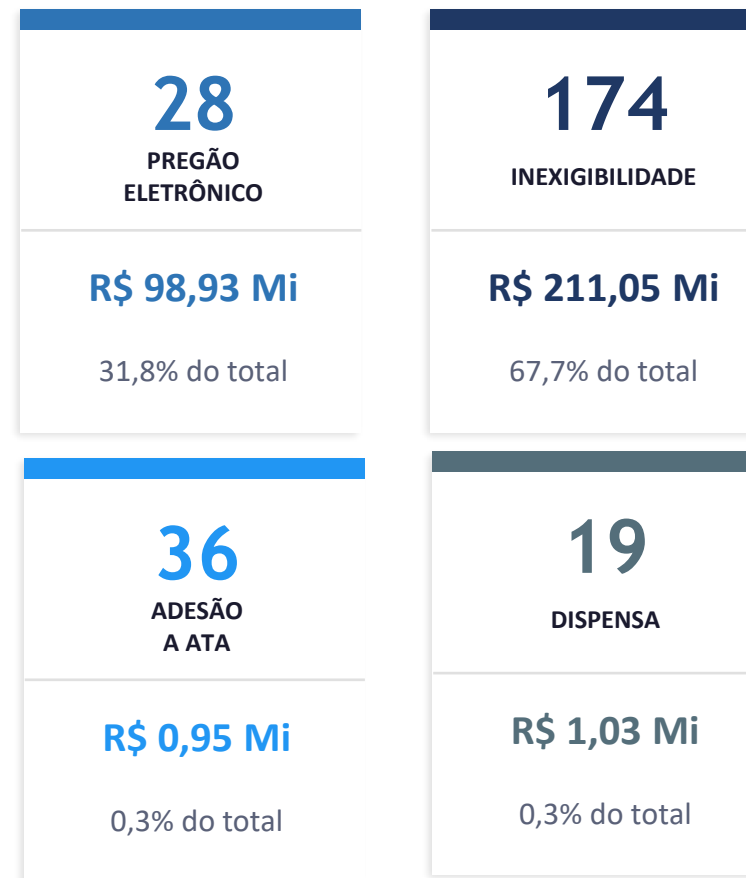 28
PREGÃO
ELETRÔNICO
R$ 98,93 Mi
31,8% do total
174
INEXIGIBILIDADE
R$ 211,05 Mi
67,7% do total
36
ADESÃO
A ATA
R$ 0,95 Mi
0,3% do total
19
DISPENSA
R$ 1,03 Mi
0,3% do total